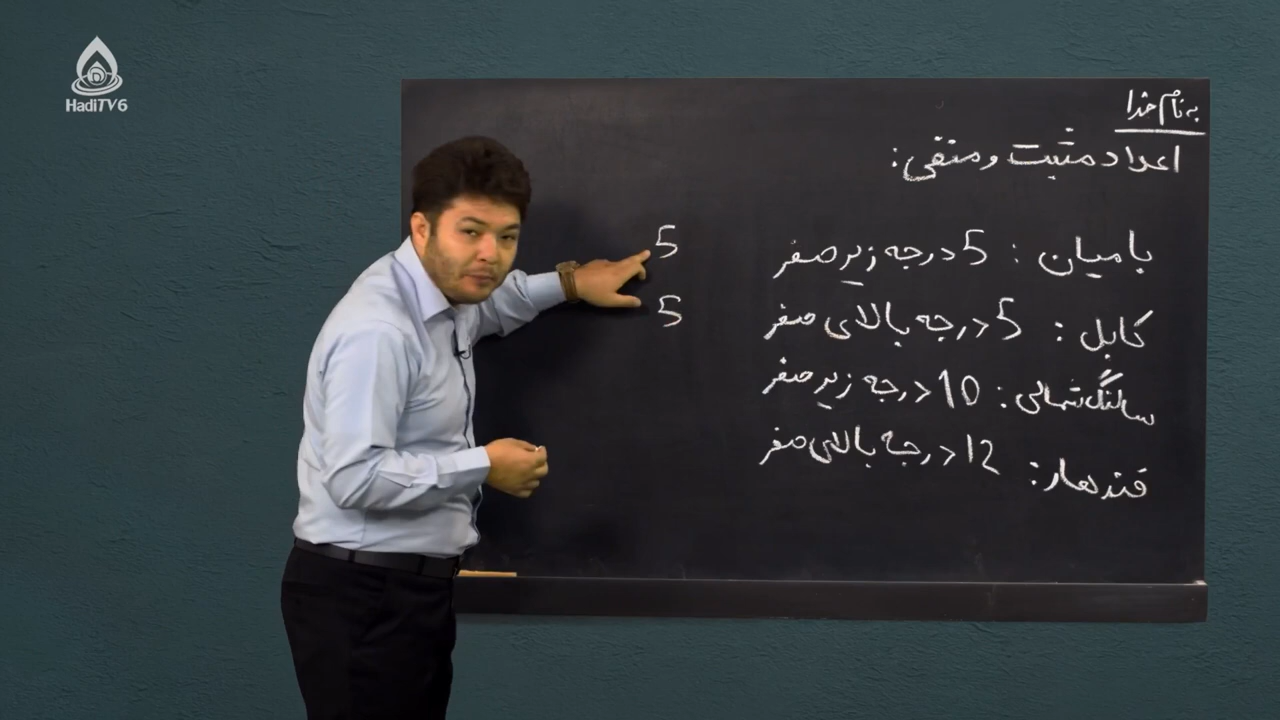 HadiTV6
به نام خدا
اعداد مثبت و منفی:
بامیان: 5 درجه زیر صفر 5
کابل: 5 درجه بالای صفر 5
سالنگ شمالی: 10 درجه زیر صفر
قندهار: 12 درجه بالای صفر